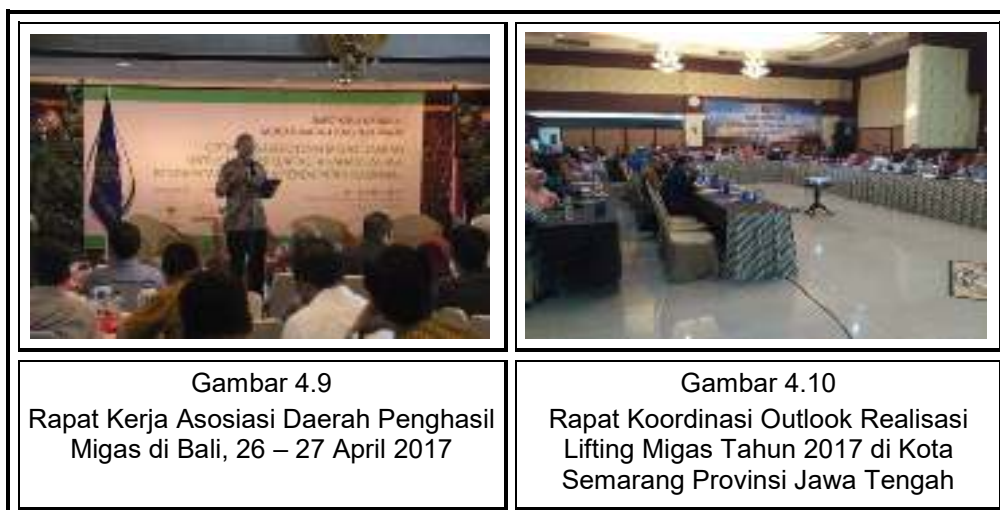 Gambar 4.9
Rapat Kerja Asosiasi Daerah Penghasil
Migas di Bali, 26 – 27 April 2017
Gambar 4.10
Rapat Koordinasi Outlook Realisasi
Lifting Migas Tahun 2017 di Kota
Semarang Provinsi Jawa Tengah